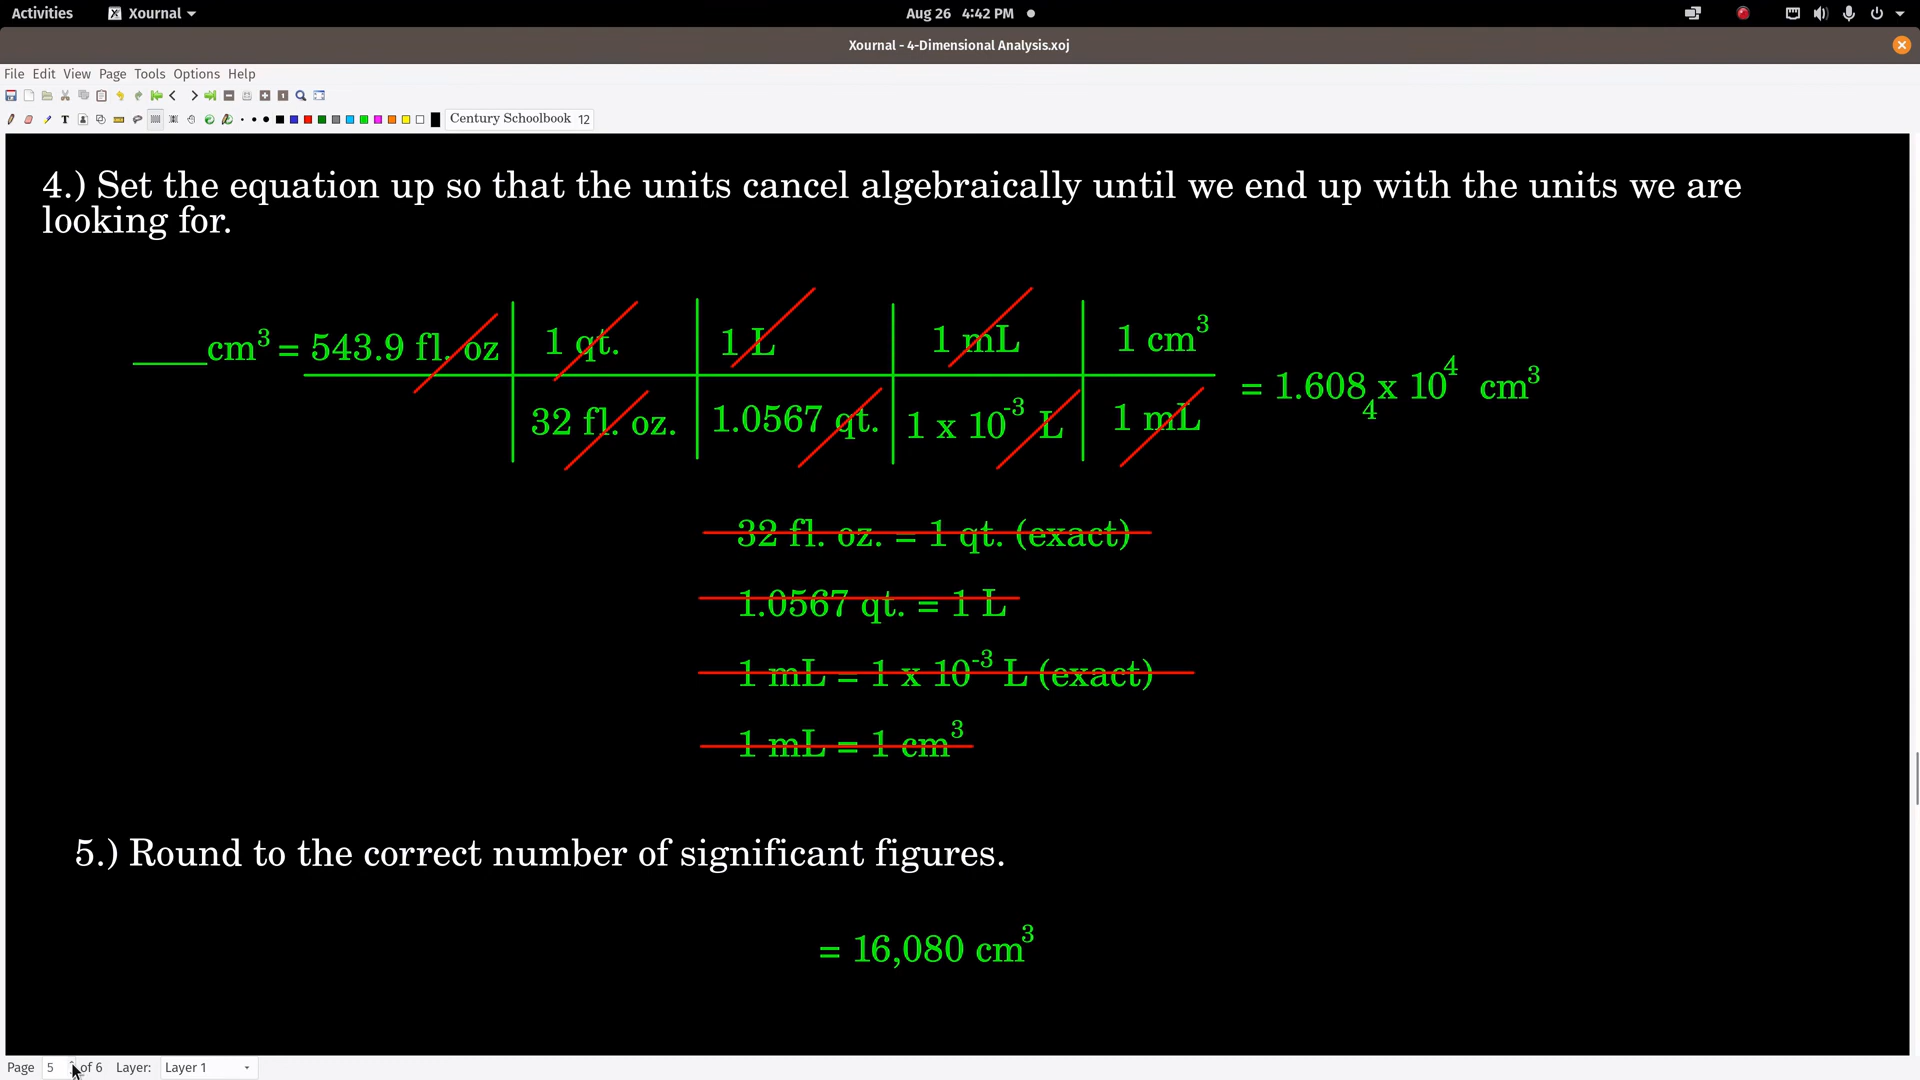 Activities Xournal Aug 26 4:42 PM
Xournal - 4-Dimensional Analysis.xoj
File Edit View Page Tools Options Help
Century Schoolbook 12
4.) Set the equation up so that the units cancel algebraically until we end up with the units we are
looking for.
____cm³ = 543.9 fl. oz | 1 qt. | 1 L | 1 mL | 1 cm³
32 fl. oz. | 1.0567 qt. | 1 x 10⁻³ L | 1 mL
= 1.608₄ x 10⁴ cm³
32 fl. oz. = 1 qt. (exact)
1.0567 qt. = 1 L
1 mL = 1 x 10⁻³ L (exact)
1 mL = 1 cm³
5.) Round to the correct number of significant figures.
= 16,080 cm³
Page 5 of 6 Layer: Layer 1